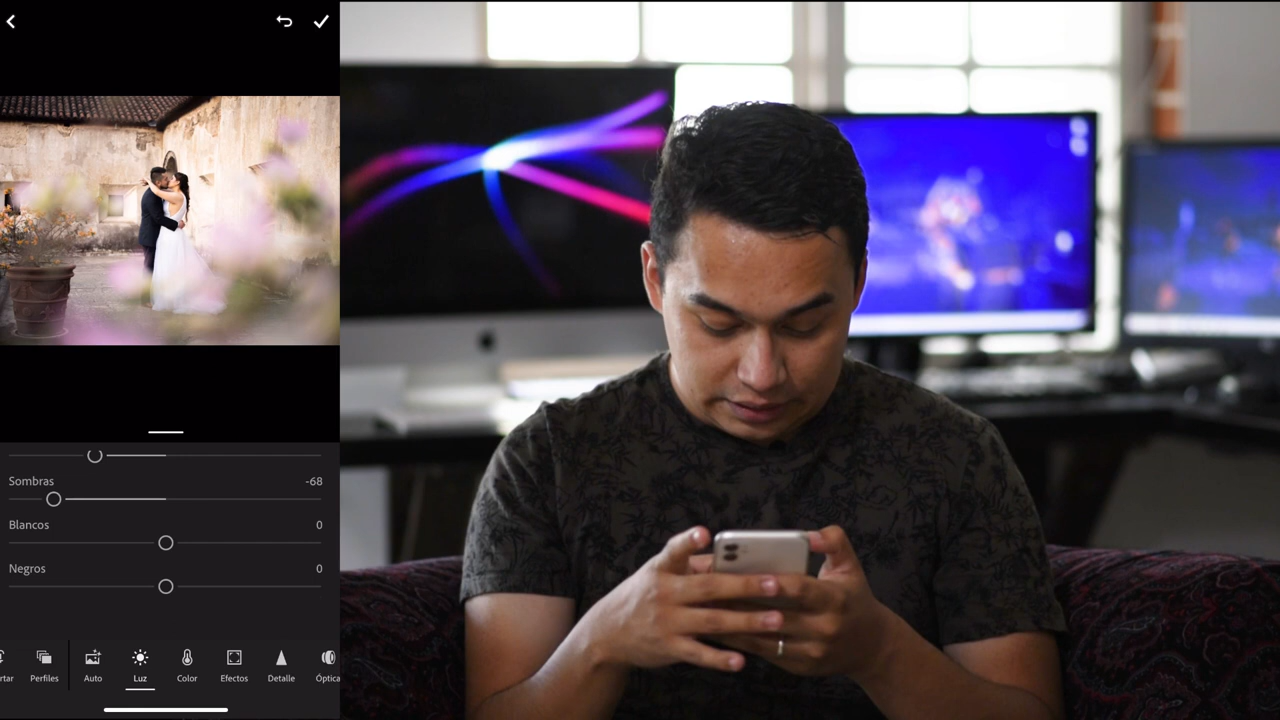 Sombras -68
Blancos 0
Negros 0
rtar Perfiles Auto Luz Color Efectos Detalle Óptica